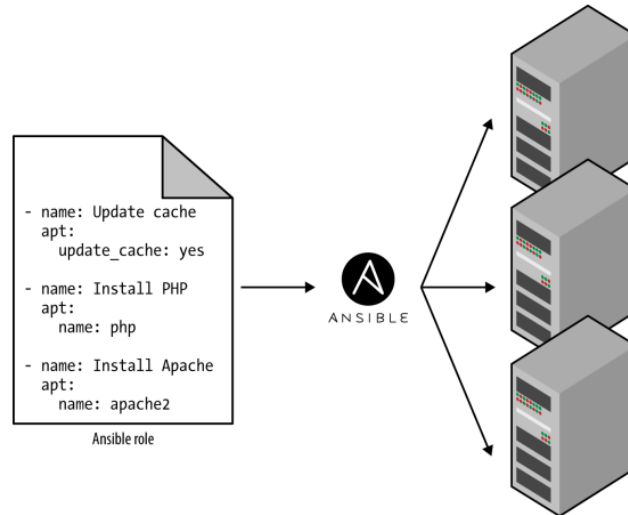 - name: Update cache
  apt:
    update_cache: yes
- name: Install PHP
  apt:
    name: php
- name: Install Apache
  apt:
    name: apache2
Ansible role
ANSIBLE